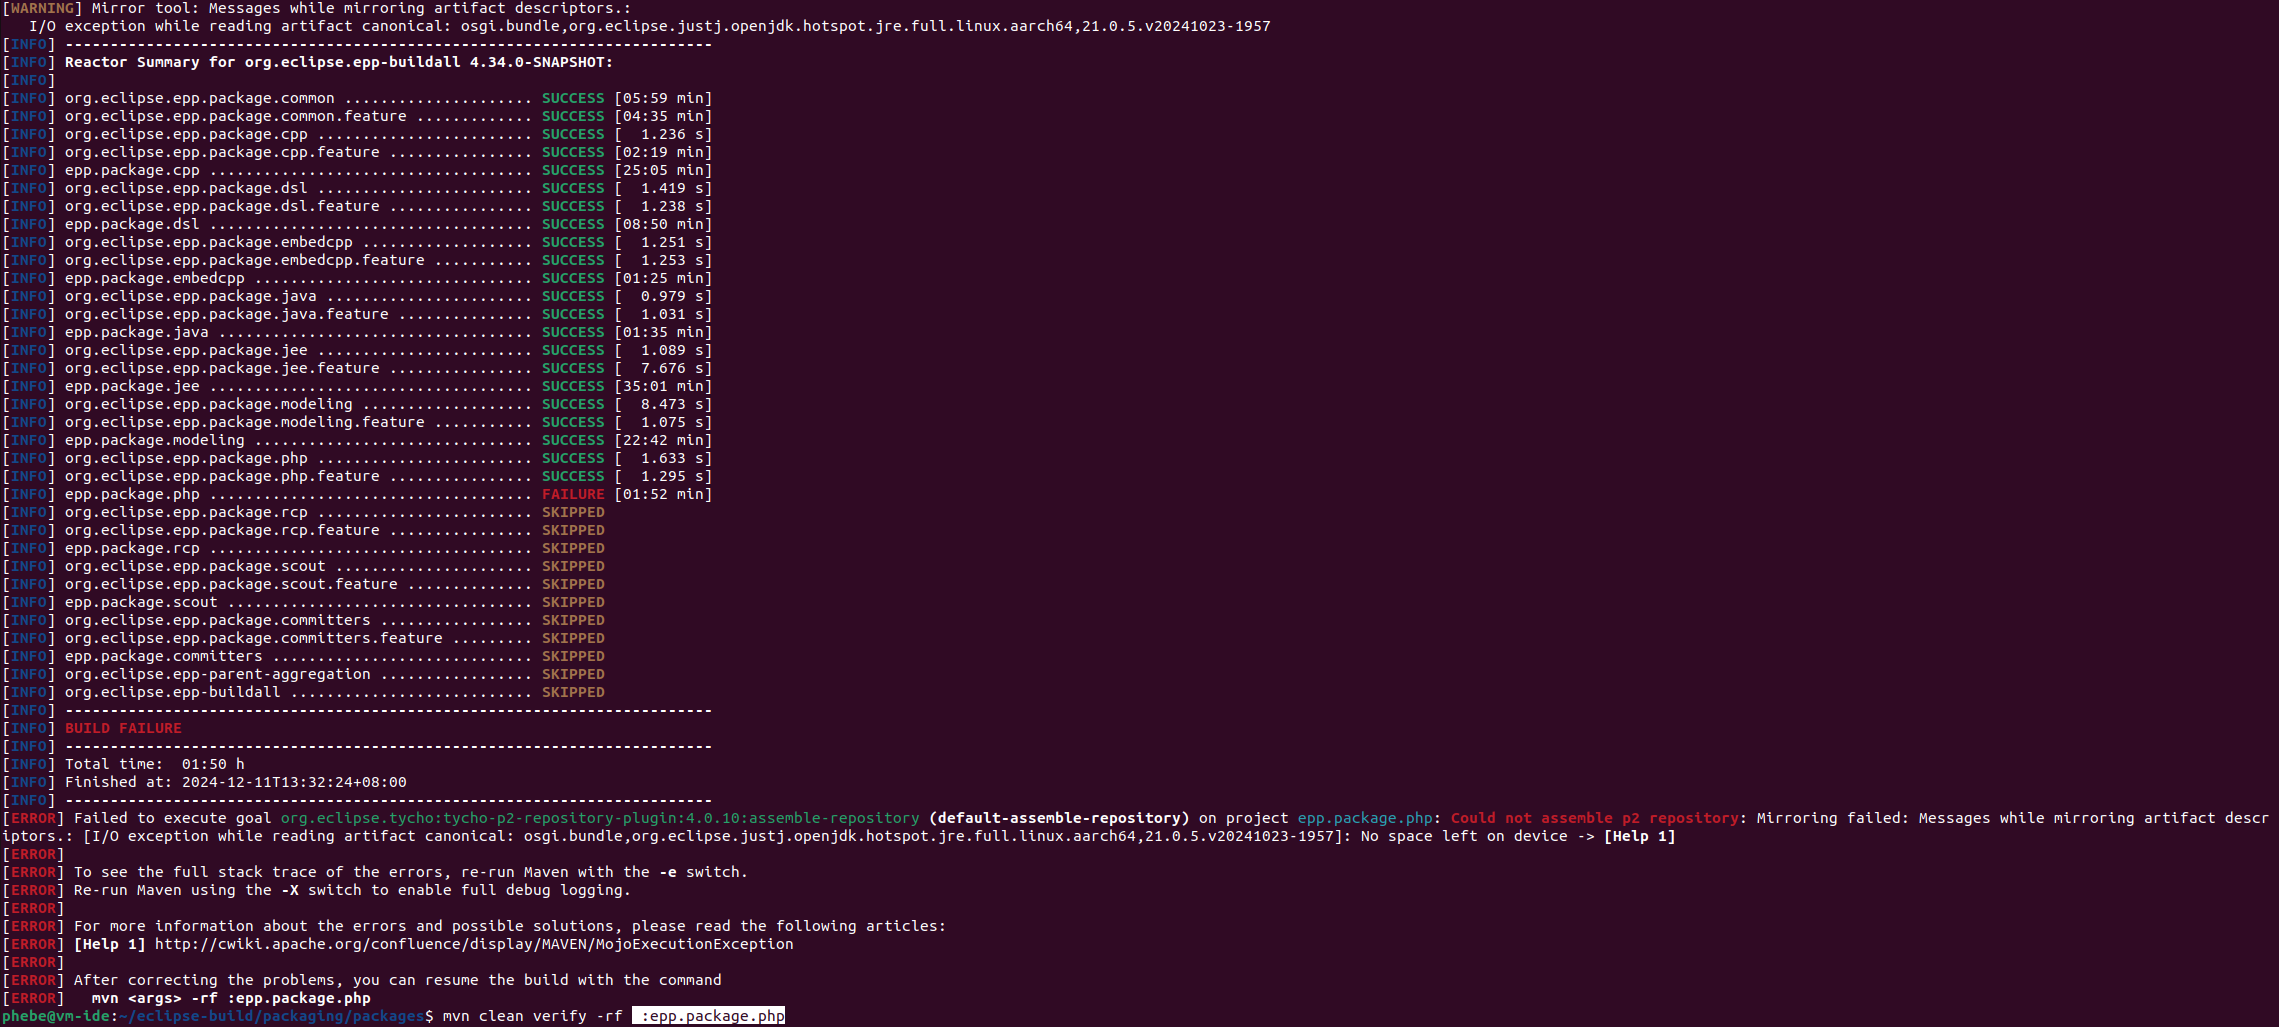 [WARNING] Mirror tool: Messages while mirroring artifact descriptors.:
   I/O exception while reading artifact canonical: osgi.bundle,org.eclipse.justj.openjdk.hotspot.jre.full.linux.aarch64,21.0.5.v20241023-1957
[INFO] ------------------------------------------------------------------------
[INFO] Reactor Summary for org.eclipse.epp-buildall 4.34.0-SNAPSHOT:
[INFO]
[INFO] org.eclipse.epp.package.common ..................... SUCCESS [05:59 min]
[INFO] org.eclipse.epp.package.common.feature ............. SUCCESS [04:35 min]
[INFO] org.eclipse.epp.package.cpp ........................ SUCCESS [  1.236 s]
[INFO] org.eclipse.epp.package.cpp.feature ................ SUCCESS [02:19 min]
[INFO] epp.package.cpp .................................... SUCCESS [25:05 min]
[INFO] org.eclipse.epp.package.dsl ........................ SUCCESS [  1.419 s]
[INFO] org.eclipse.epp.package.dsl.feature ................ SUCCESS [  1.238 s]
[INFO] epp.package.dsl .................................... SUCCESS [08:50 min]
[INFO] org.eclipse.epp.package.embedcpp ................... SUCCESS [  1.251 s]
[INFO] org.eclipse.epp.package.embedcpp.feature ........... SUCCESS [  1.253 s]
[INFO] epp.package.embedcpp ............................... SUCCESS [01:25 min]
[INFO] org.eclipse.epp.package.java ....................... SUCCESS [  0.979 s]
[INFO] org.eclipse.epp.package.java.feature ............... SUCCESS [  1.031 s]
[INFO] epp.package.java ................................... SUCCESS [01:35 min]
[INFO] org.eclipse.epp.package.jee ........................ SUCCESS [  1.089 s]
[INFO] org.eclipse.epp.package.jee.feature ................ SUCCESS [  7.676 s]
[INFO] epp.package.jee .................................... SUCCESS [35:01 min]
[INFO] org.eclipse.epp.package.modeling ................... SUCCESS [  8.473 s]
[INFO] org.eclipse.epp.package.modeling.feature ........... SUCCESS [  1.075 s]
[INFO] epp.package.modeling ............................... SUCCESS [22:42 min]
[INFO] org.eclipse.epp.package.php ........................ SUCCESS [  1.633 s]
[INFO] org.eclipse.epp.package.php.feature ................ SUCCESS [  1.295 s]
[INFO] epp.package.php .................................... FAILURE [01:52 min]
[INFO] org.eclipse.epp.package.rcp ........................ SKIPPED
[INFO] org.eclipse.epp.package.rcp.feature ................ SKIPPED
[INFO] epp.package.rcp .................................... SKIPPED
[INFO] org.eclipse.epp.package.scout ...................... SKIPPED
[INFO] org.eclipse.epp.package.scout.feature .............. SKIPPED
[INFO] epp.package.scout .................................. SKIPPED
[INFO] org.eclipse.epp.package.committers ................. SKIPPED
[INFO] org.eclipse.epp.package.committers.feature ......... SKIPPED
[INFO] epp.package.committers ............................. SKIPPED
[INFO] org.eclipse.epp-parent-aggregation ................. SKIPPED
[INFO] org.eclipse.epp-buildall ........................... SKIPPED
[INFO] ------------------------------------------------------------------------
[INFO] BUILD FAILURE
[INFO] ------------------------------------------------------------------------
[INFO] Total time:  01:50 h
[INFO] Finished at: 2024-12-11T13:32:24+08:00
[INFO] ------------------------------------------------------------------------
[ERROR] Failed to execute goal org.eclipse.tycho:tycho-p2-repository-plugin:4.0.10:assemble-repository (default-assemble-repository) on project epp.package.php: Could not assemble p2 repository: Mirroring failed: Messages while mirroring artifact descr
iptors.: [I/O exception while reading artifact canonical: osgi.bundle,org.eclipse.justj.openjdk.hotspot.jre.full.linux.aarch64,21.0.5.v20241023-1957]: No space left on device -> [Help 1]
[ERROR]
[ERROR] To see the full stack trace of the errors, re-run Maven with the -e switch.
[ERROR] Re-run Maven using the -X switch to enable full debug logging.
[ERROR]
[ERROR] For more information about the errors and possible solutions, please read the following articles:
[ERROR] [Help 1] http://cwiki.apache.org/confluence/display/MAVEN/MojoExecutionException
[ERROR]
[ERROR] After correcting the problems, you can resume the build with the command
[ERROR]   mvn <args> -rf :epp.package.php
phebe@vm-ide:~/eclipse-build/packaging/packages$ mvn clean verify -rf  :epp.package.php